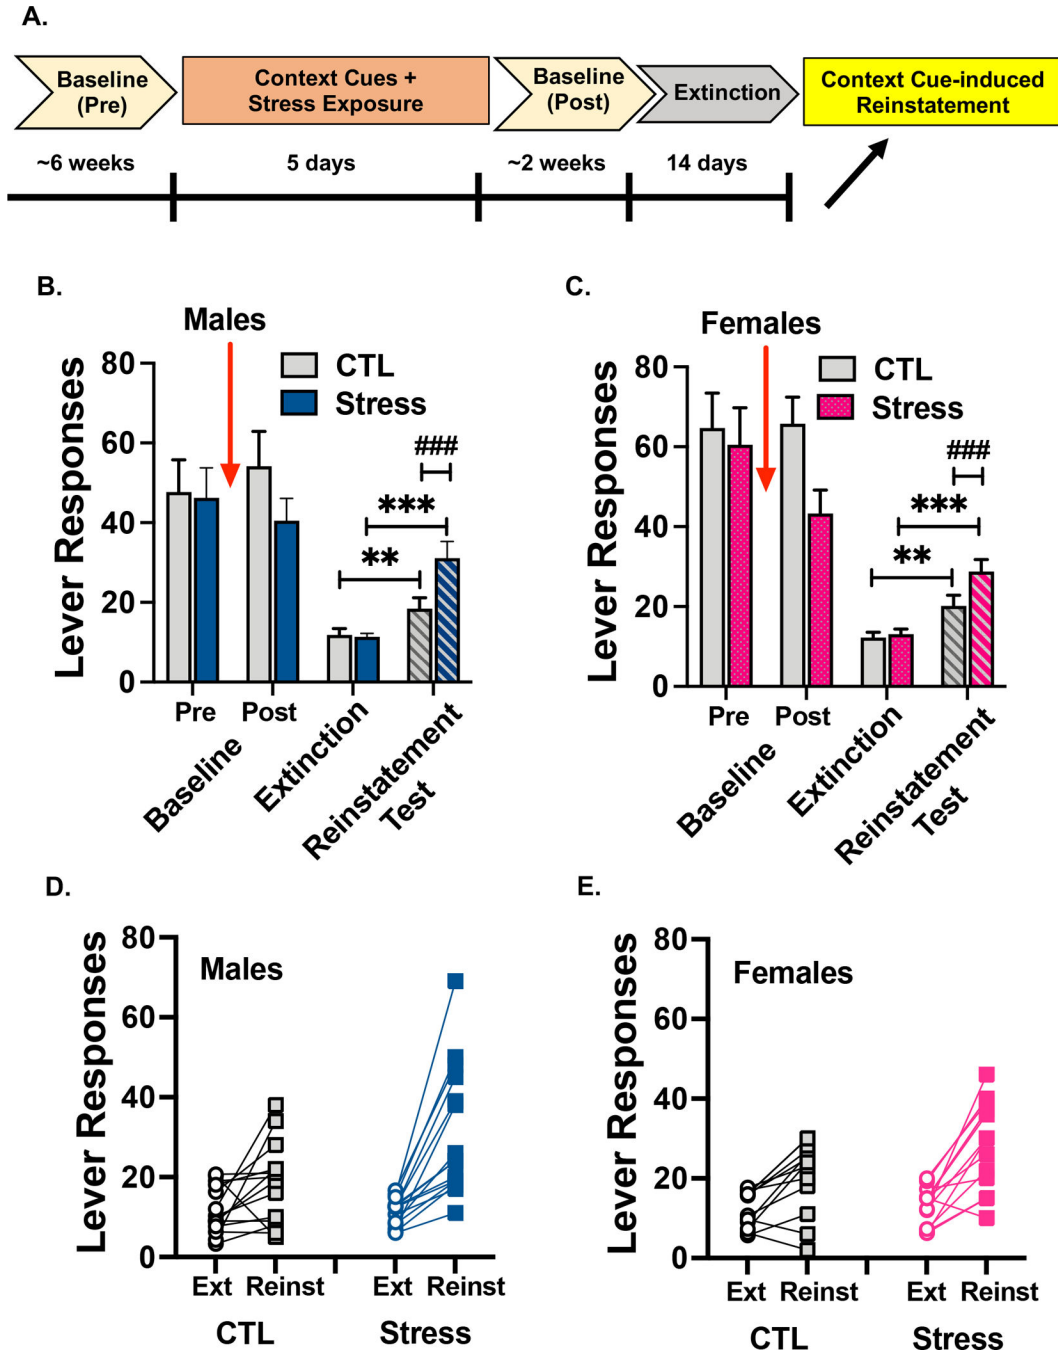 A.
Baseline
(Pre)
Context Cues +
Stress Exposure
Baseline
(Post)
Extinction
Context Cue-induced
Reinstatement
~6 weeks
5 days
~2 weeks
14 days
B.
Males
CTL
Stress
80
60
40
20
0
Lever Responses
###
***
**
Pre
Post
Baseline
Extinction
Reinstatement
Test
C.
Females
CTL
Stress
80
60
40
20
0
Lever Responses
###
***
**
Pre
Post
Baseline
Extinction
Reinstatement
Test
D.
Males
80
60
40
20
0
Lever Responses
Ext Reinst
Ext Reinst
CTL
Stress
E.
Females
80
60
40
20
0
Lever Responses
Ext Reinst
Ext Reinst
CTL
Stress